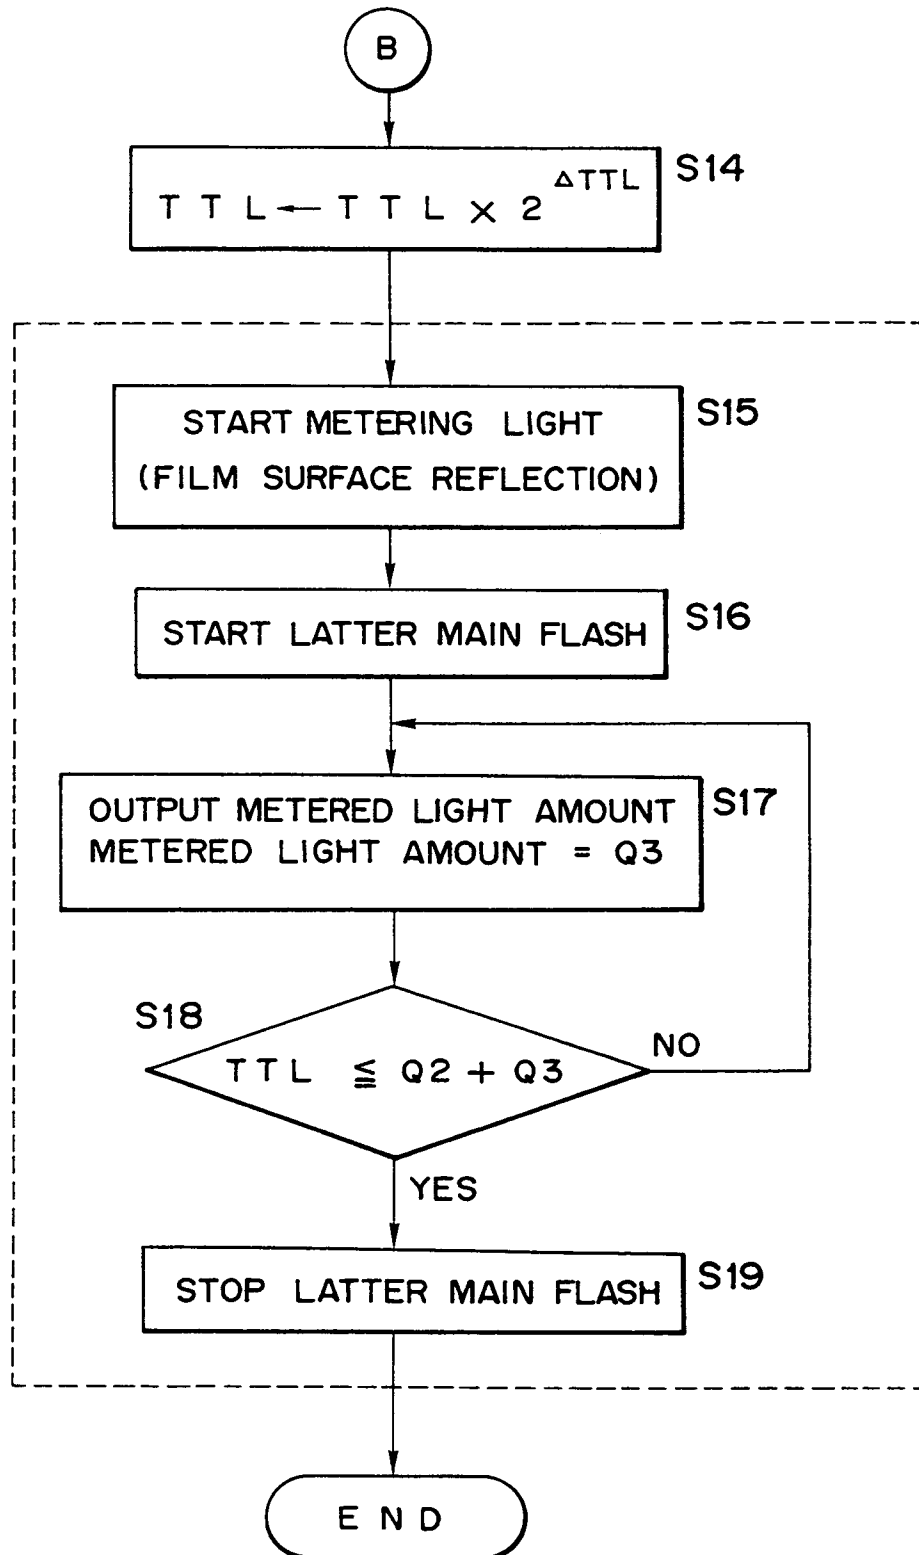 B
TTL ← TTL × 2^ΔTTL
S14
START METERING LIGHT
(FILM SURFACE REFLECTION)
S15
START LATTER MAIN FLASH
S16
OUTPUT METERED LIGHT AMOUNT
METERED LIGHT AMOUNT = Q3
S17
S18
TTL ≦ Q2 + Q3
NO
YES
STOP LATTER MAIN FLASH
S19
END